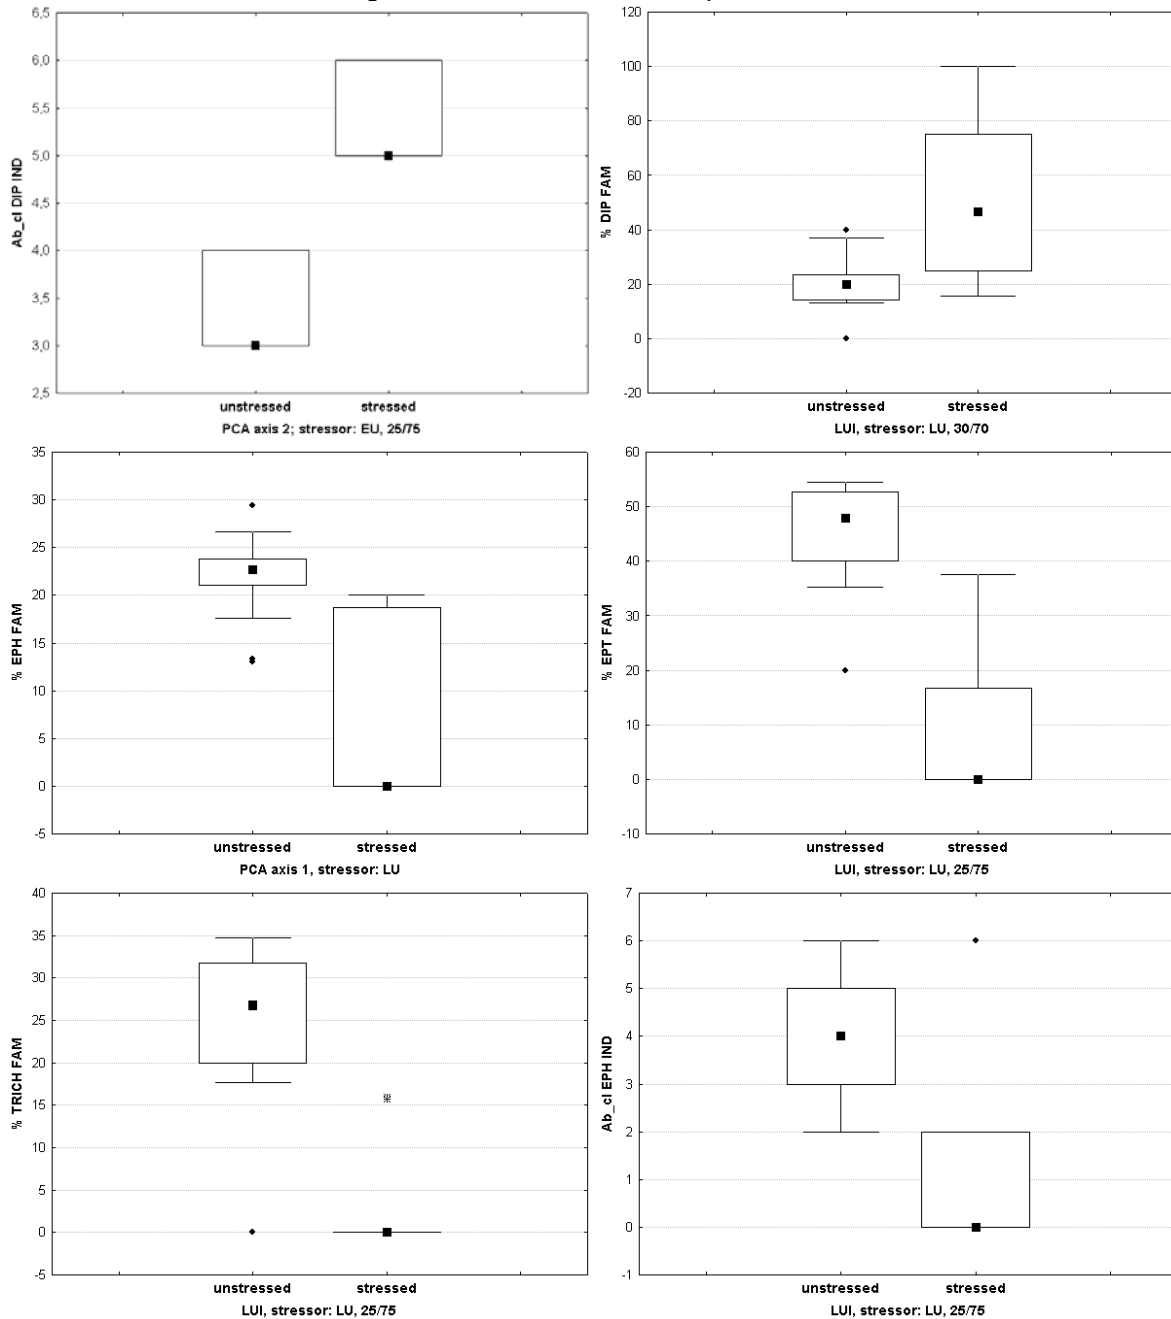 6,5
6,0
5,5
5,0
4,5
4,0
3,5
3,0
2,5
Ab_cl DIP IND
unstressed stressed
PCA axis 2; stressor: EU, 25/75
120
100
80
60
40
20
0
-20
% DIP FAM
unstressed stressed
LUI, stressor: LU, 30/70
35
30
25
20
15
10
5
0
-5
% EPH FAM
unstressed stressed
PCA axis 1, stressor: LU
60
50
40
30
20
10
0
-10
% EPT FAM
unstressed stressed
LUI, stressor: LU, 25/75
40
35
30
25
20
15
10
5
0
-5
% TRICH FAM
unstressed stressed
LUI, stressor: LU, 25/75
7
6
5
4
3
2
1
0
-1
Ab_cl EPH IND
unstressed stressed
LUI, stressor: LU, 25/75